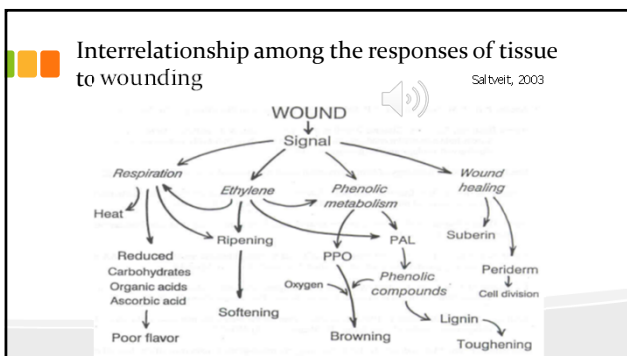 Interrelationship among the responses of tissue
to wounding
Saltveit, 2003
WOUND
Signal
Respiration
Ethylene
Phenolic
metabolism
Wound
healing
Heat
Ripening
PAL
Suberin
Reduced
Carbohydrates
Organic acids
Ascorbic acid
PPO
Oxygen
Phenolic
compounds
Periderm
Cell division
Softening
Lignin
Poor flavor
Browning
Toughening